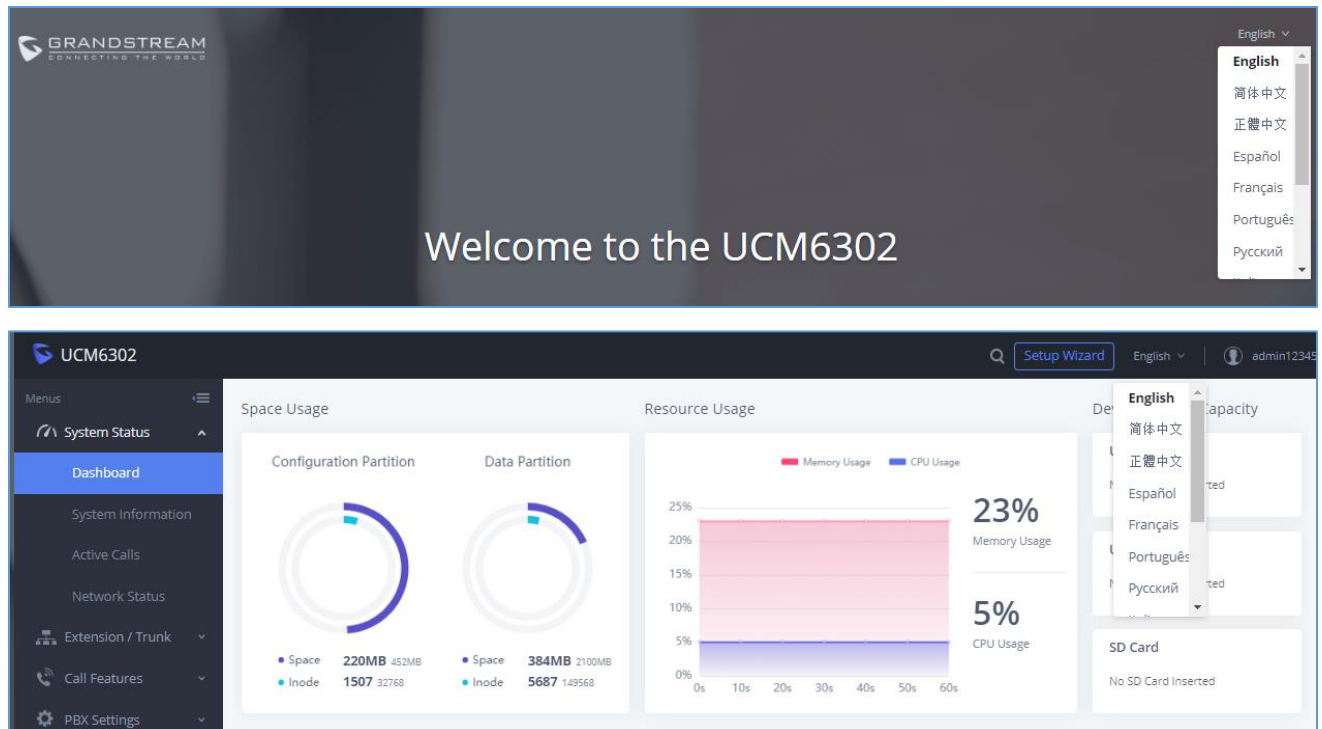 GRANDSTREAM
CONNECTING THE WORLD
English
English
简体中文
正體中文
Español
Français
Português
Русский
Welcome to the UCM6302
UCM6302
Setup Wizard
English
admin12345
Menus
System Status
Dashboard
System Information
Active Calls
Network Status
Extension / Trunk
Call Features
PBX Settings
Space Usage
Configuration Partition
Data Partition
Space 220MB 452MB
Inode 1507 32768
Space 384MB 2100MB
Inode 5687 149568
Resource Usage
Memory Usage CPU Usage
25%
20%
15%
10%
5%
0%
0s 10s 20s 30s 40s 50s 60s
23%
Memory Usage
5%
CPU Usage
Capacity
English
简体中文
正體中文
Español
Français
Português
Русский
SD Card
No SD Card Inserted